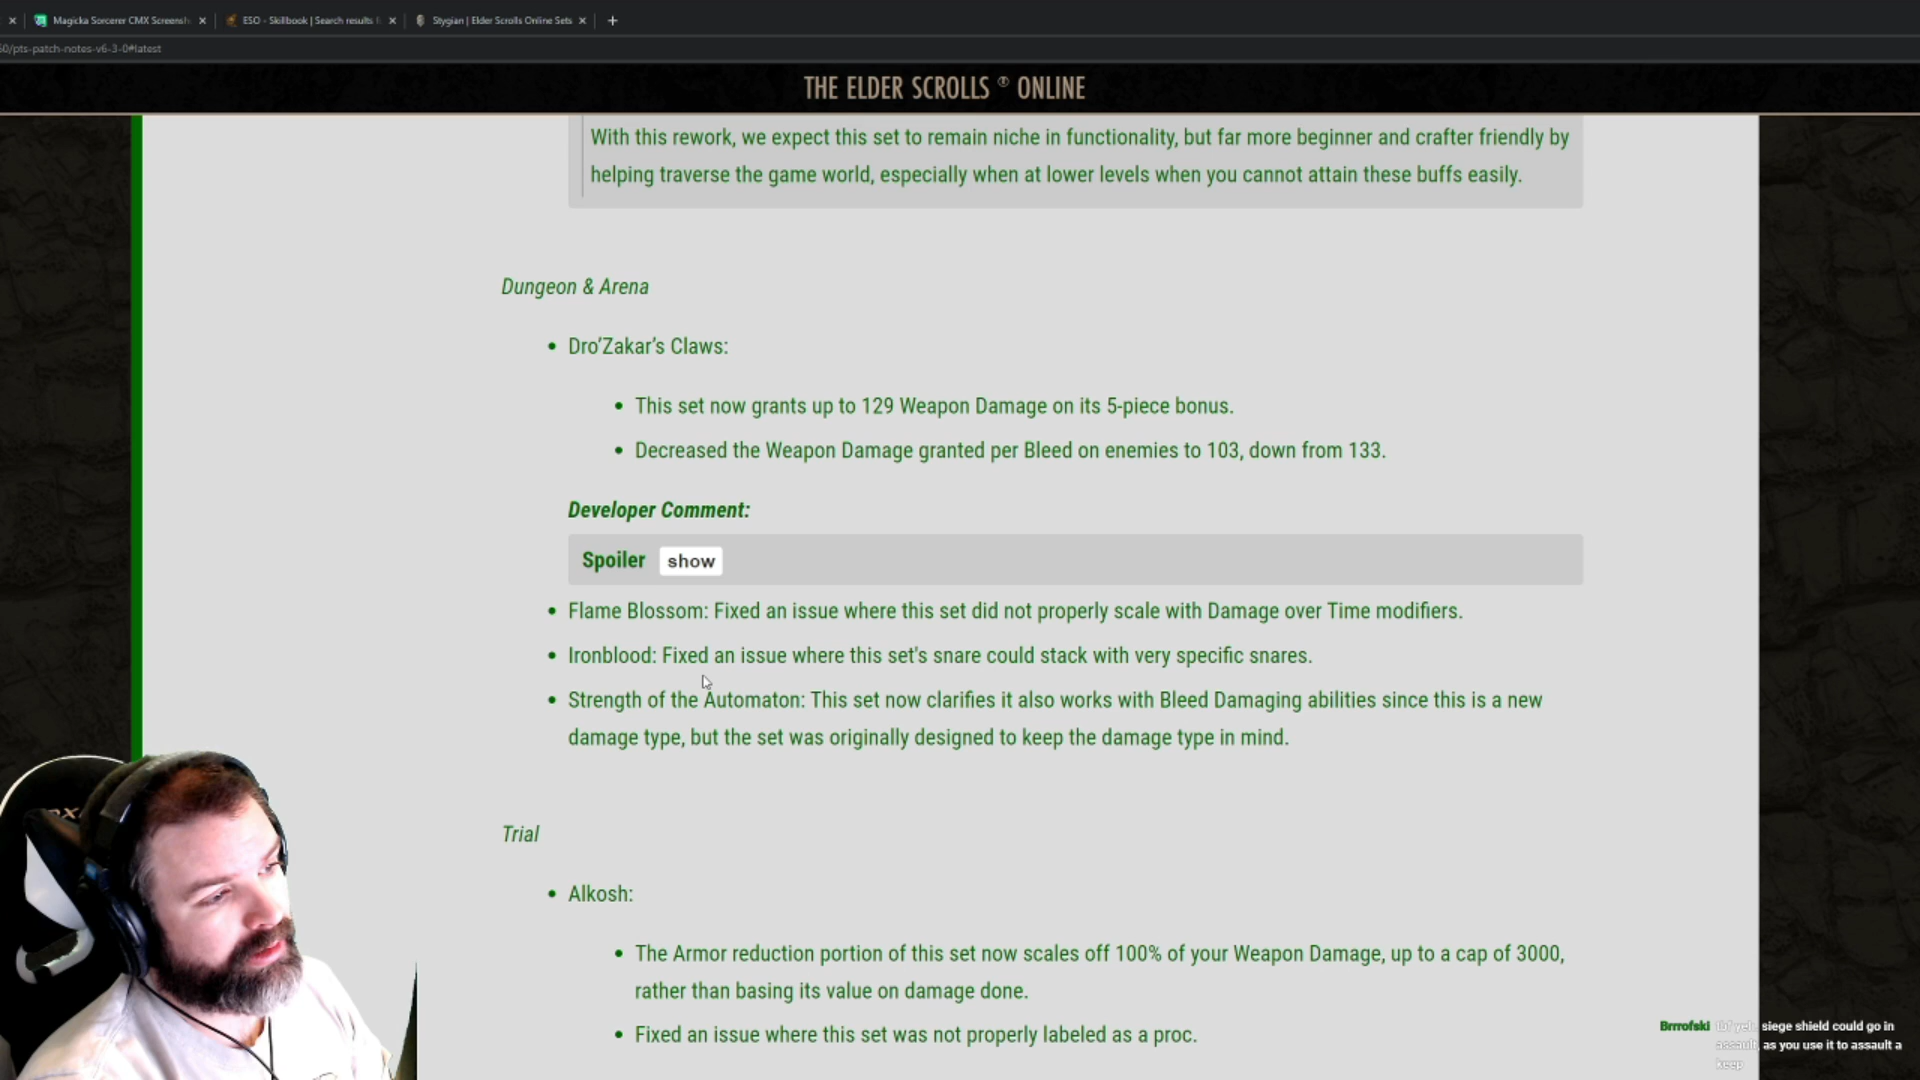 Magicka Sorcerer CMX Screensh
ESO - Skillbook | Search results
Stygian | Elder Scrolls Online Sets
60/pts-patch-notes-v6-3-0#latest
THE ELDER SCROLLS ® ONLINE
With this rework, we expect this set to remain niche in functionality, but far more beginner and crafter friendly by
helping traverse the game world, especially when at lower levels when you cannot attain these buffs easily.
Dungeon & Arena
• Dro’Zakar’s Claws:
• This set now grants up to 129 Weapon Damage on its 5-piece bonus.
• Decreased the Weapon Damage granted per Bleed on enemies to 103, down from 133.
Developer Comment:
Spoiler show
• Flame Blossom: Fixed an issue where this set did not properly scale with Damage over Time modifiers.
• Ironblood: Fixed an issue where this set's snare could stack with very specific snares.
• Strength of the Automaton: This set now clarifies it also works with Bleed Damaging abilities since this is a new
damage type, but the set was originally designed to keep the damage type in mind.
Trial
• Alkosh:
• The Armor reduction portion of this set now scales off 100% of your Weapon Damage, up to a cap of 3000,
rather than basing its value on damage done.
• Fixed an issue where this set was not properly labeled as a proc.
Brrrofski tbf yeh, siege shield could go in
assault, as you use it to assault a
keep